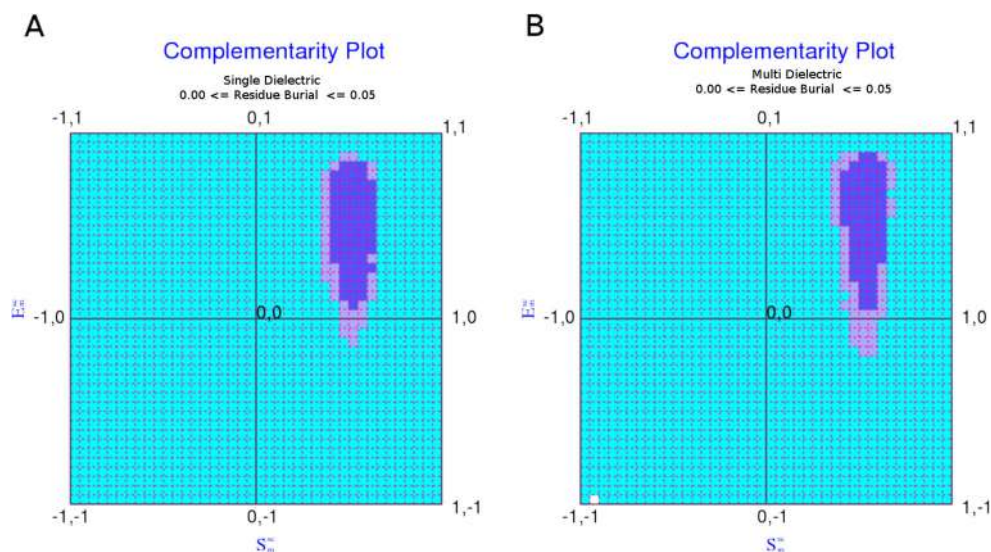 A
Complementarity Plot
Single Dielectric
0.00 <= Residue Burial <= 0.05
-1,1
0,1
1,1
-1,0
0,0
1,0
-1,-1
0,-1
1,-1
B
Complementarity Plot
Multi Dielectric
0.00 <= Residue Burial <= 0.05
-1,1
0,1
1,1
-1,0
0,0
1,0
-1,-1
0,-1
1,-1